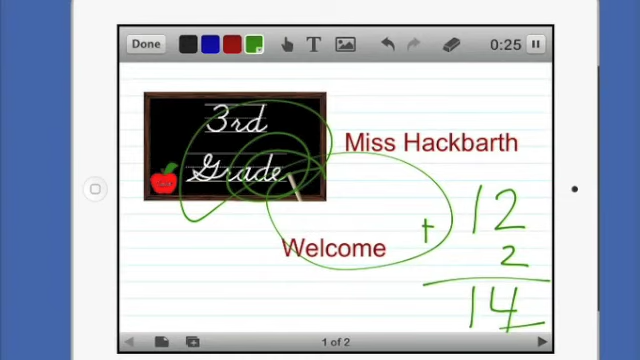 Done
T
0:25
3rd
Grade
Miss Hackbarth
Welcome
12
+ 2
14
1 of 2